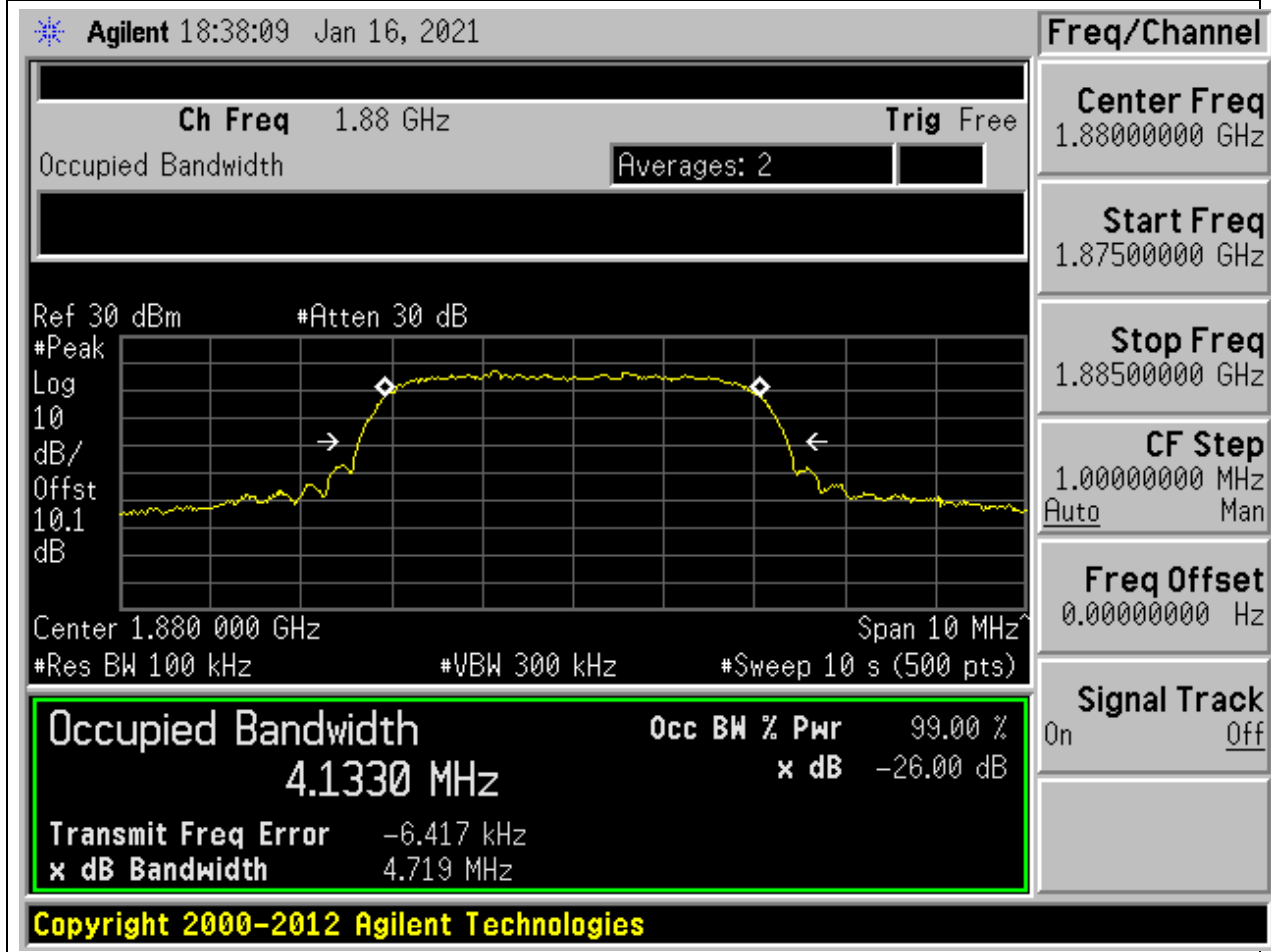 Agilent 18:38:09 Jan 16, 2021
Freq/Channel
Ch Freq 1.88 GHz Trig Free
Occupied Bandwidth Averages: 2
Center Freq
1.88000000 GHz
Start Freq
1.87500000 GHz
Stop Freq
1.88500000 GHz
CF Step
1.00000000 MHz
Auto Man
Freq Offset
0.00000000 Hz
Signal Track
On Off
Ref 30 dBm #Atten 30 dB
#Peak
Log
10
dB/
Offst
10.1
dB
Center 1.880 000 GHz Span 10 MHz^
#Res BW 100 kHz #VBW 300 kHz #Sweep 10 s (500 pts)
Occupied Bandwidth
4.1330 MHz
Occ BW % Pwr 99.00 %
x dB -26.00 dB
Transmit Freq Error -6.417 kHz
x dB Bandwidth 4.719 MHz
Copyright 2000-2012 Agilent Technologies